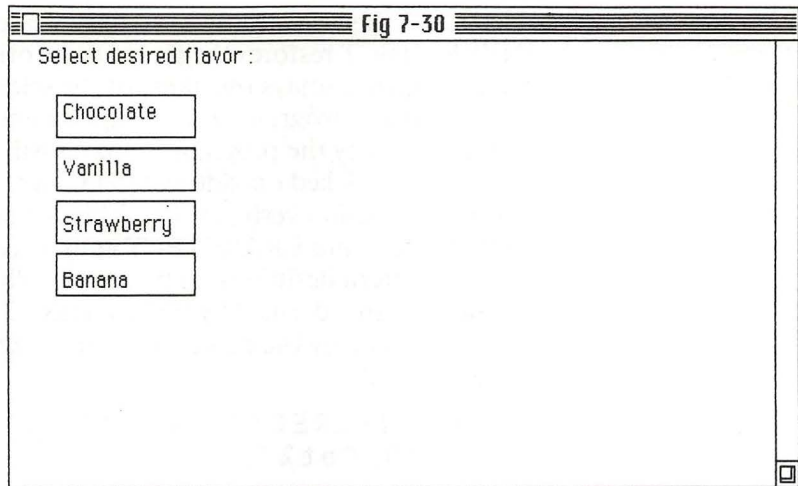 Fig 7-30
Select desired flavor :
Chocolate
Vanilla
Strawberry
Banana